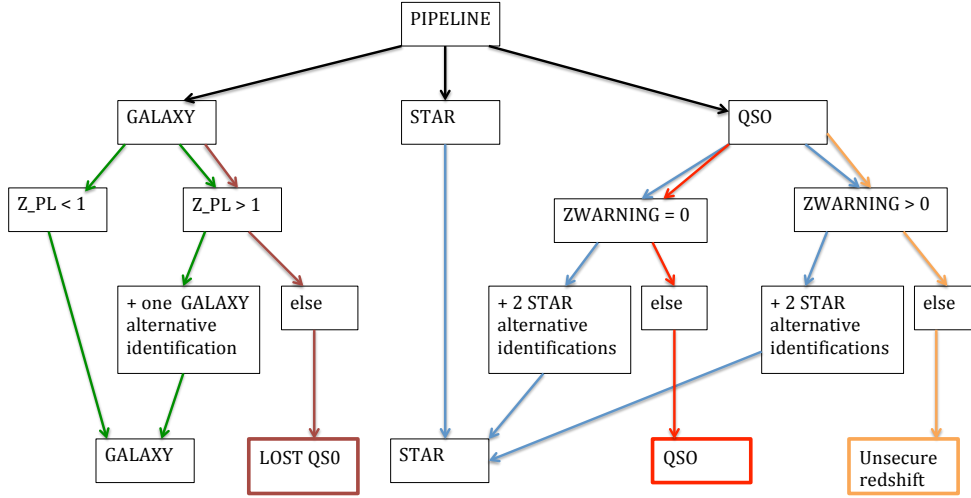 PIPELINE
GALAXY
STAR
QSO
Z_PL < 1
Z_PL > 1
ZWARNING = 0
ZWARNING > 0
+ one GALAXY
alternative
identification
else
+ 2 STAR
alternative
identifications
else
+ 2 STAR
alternative
identifications
else
GALAXY
LOST QS0
STAR
QSO
Unsecure
redshift